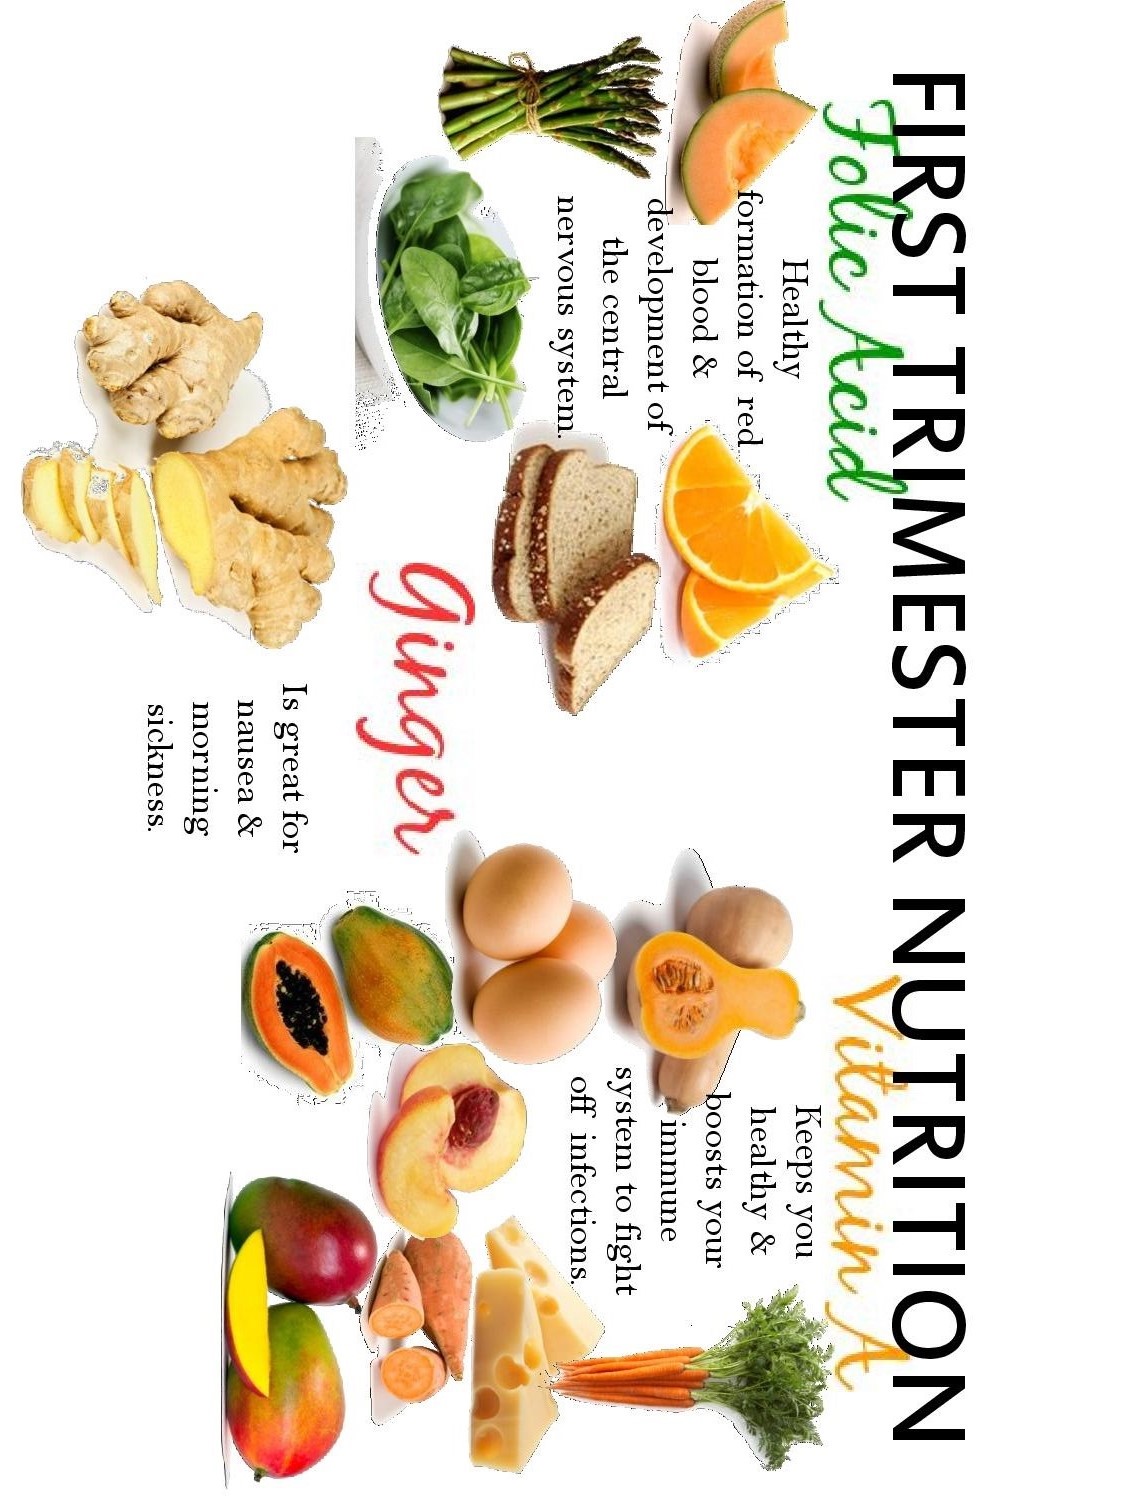 FIRST TRIMESTER NUTRITION
Folic Acid
Healthy
formation of red
blood &
development of
the central
nervous system.
Vitamin A
Keeps you
healthy &
boosts your
immune
system to fight
off infections.
Ginger
Is great for
nausea &
morning
sickness.